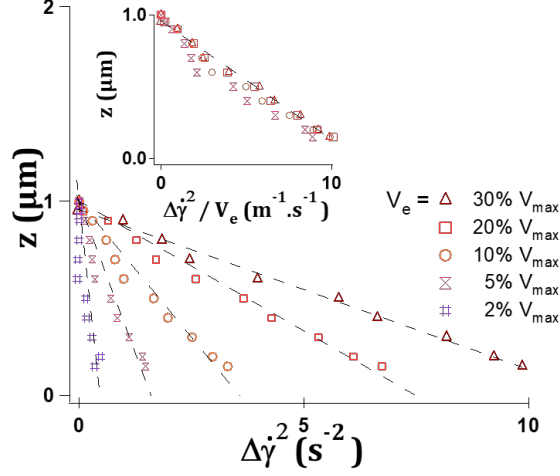 2
1.0
z (μm)
0.0
0
10
Δγ̇² / Vₑ (m⁻¹.s⁻¹)
z (μm)
1
Vₑ =
30% Vₘₐₓ
20% Vₘₐₓ
10% Vₘₐₓ
5% Vₘₐₓ
2% Vₘₐₓ
0
0
5
10
Δγ̇² (s⁻²)